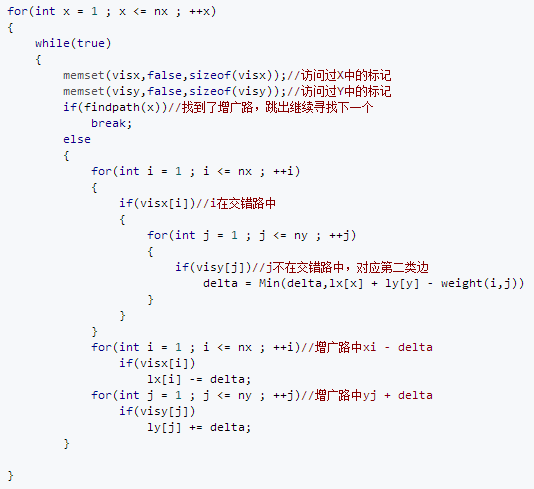 for(int x = 1 ; x <= nx ; ++x)
{
    while(true)
    {
        memset(visx,false,sizeof(visx));//访问过X中的标记
        memset(visy,false,sizeof(visy));//访问过Y中的标记
        if(findpath(x))//找到了增广路，跳出继续寻找下一个
            break;
        else
        {
            for(int i = 1 ; i <= nx ; ++i)
            {
                if(visx[i])//i在交错路中
                {
                    for(int j = 1 ; j <= ny ; ++j)
                    {
                        if(visy[j])//j不在交错路中，对应第二类边
                            delta = Min(delta,lx[x] + ly[y] - weight(i,j))
                    }
                }
            }
            for(int i = 1 ; i <= nx ; ++i)//增广路中xi - delta
                if(visx[i])
                    lx[i] -= delta;
            for(int j = 1 ; j <= ny ; ++j)//增广路中yj + delta
                if(visy[j])
                    ly[j] += delta;
        }

}